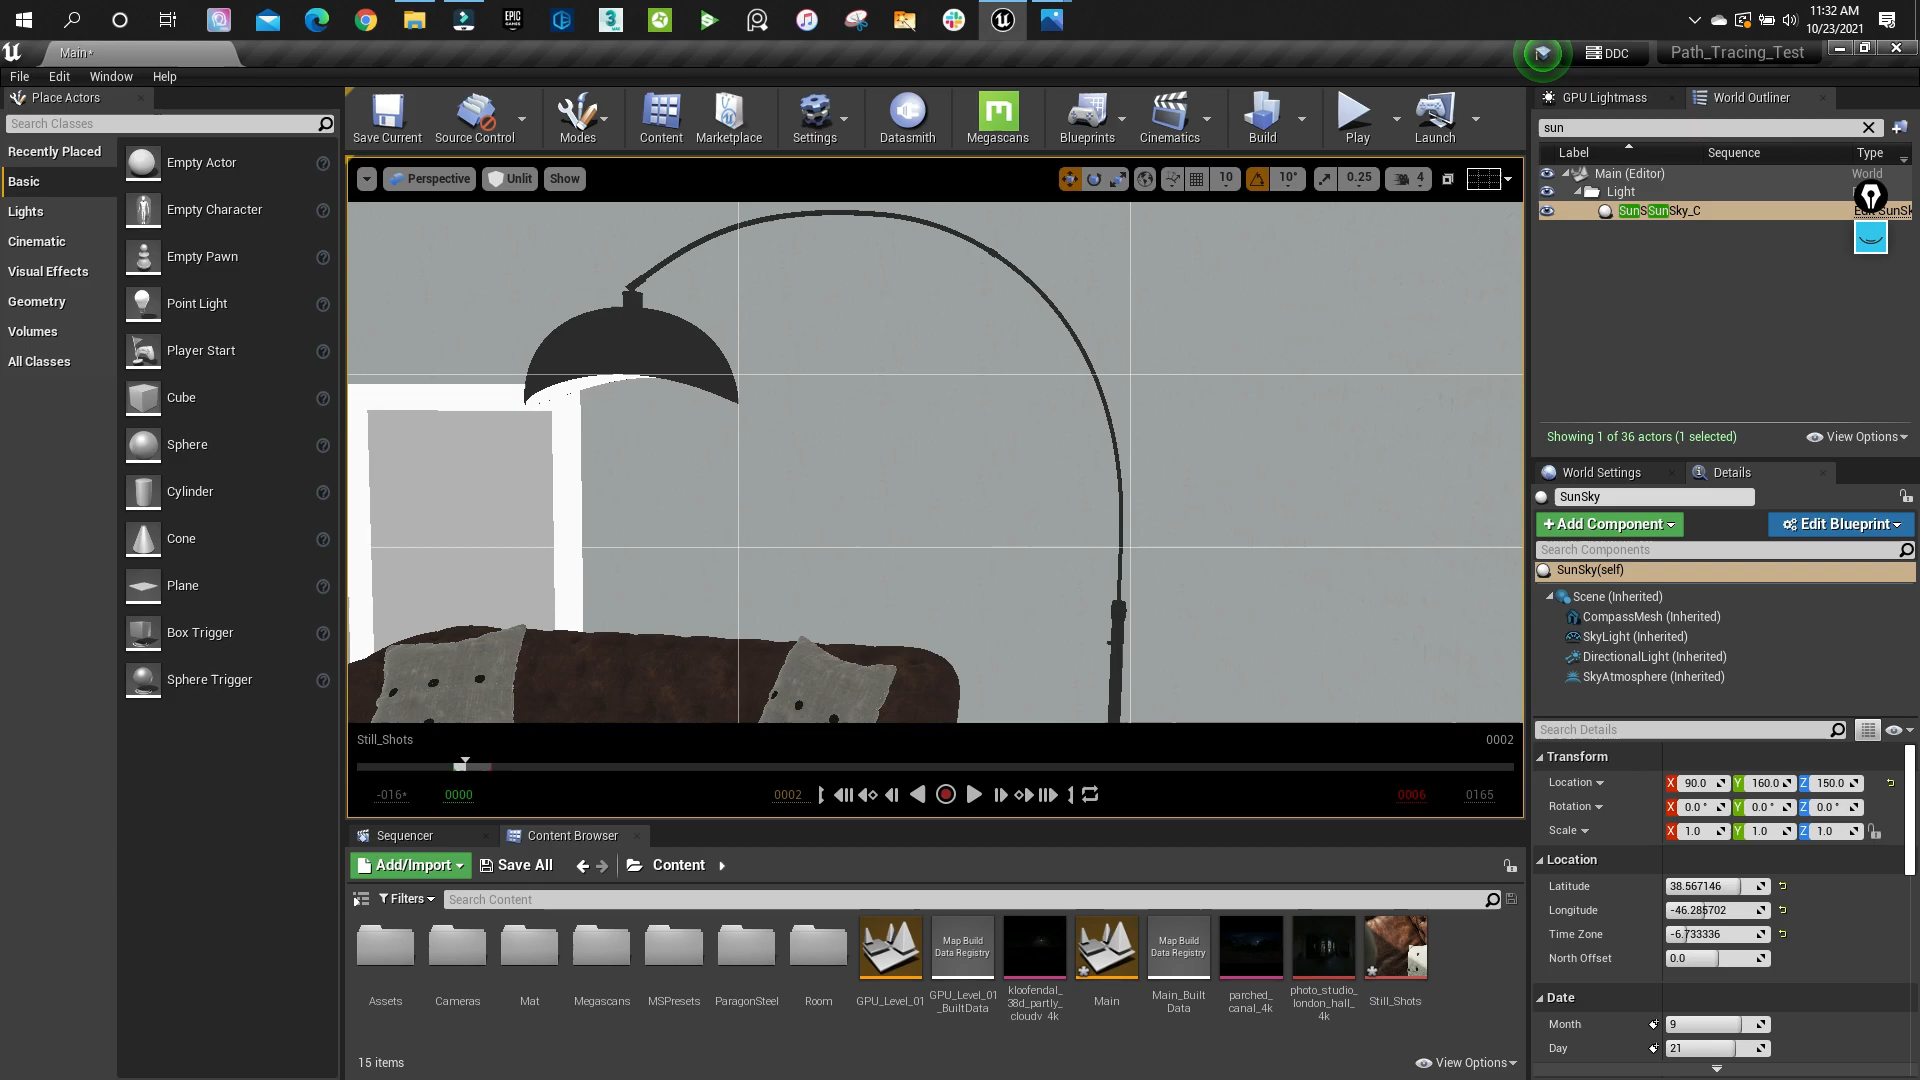 11:32 AM
10/23/2021
Main*
DDC
Path_Tracing_Test
File Edit Window Help
Place Actors
Search Classes
Recently Placed
Basic
Lights
Cinematic
Visual Effects
Geometry
Volumes
All Classes
Empty Actor
Empty Character
Empty Pawn
Point Light
Player Start
Cube
Sphere
Cylinder
Cone
Plane
Box Trigger
Sphere Trigger
EPIC GAMES
Save Current Source Control Modes Content Marketplace Settings Datasmith Megascans Blueprints Cinematics Build Play Launch
Perspective Unlit Show 10 10° 0.25 4
Still_Shots 0002
-016* 0000 0002 0006 0165
Sequencer Content Browser
Add/Import Save All Content
Filters Search Content
Map Build Data Registry
Map Build Data Registry
Assets
Cameras
Mat
Megascans
MSPresets
ParagonSteel
Room
GPU_Level_01
GPU_Level_01
_BuiltData
kloofendal_
38d_partly_
cloudy_4k
Main
Main_Built
Data
parched_
canal_4k
photo_studio_
london_hall_
4k
Still_Shots
15 items View Options
GPU Lightmass World Outliner
sun
Label Sequence Type
Main (Editor) World
Light
SunSSunSky_C
Showing 1 of 36 actors (1 selected) View Options
World Settings Details
SunSky
+Add Component Edit Blueprint
Search Components
SunSky(self)
Scene (Inherited)
CompassMesh (Inherited)
SkyLight (Inherited)
DirectionalLight (Inherited)
SkyAtmosphere (Inherited)
Search Details
Transform
Location X 90.0 Y 160.0 Z 150.0
Rotation X 0.0° Y 0.0° Z 0.0°
Scale X 1.0 Y 1.0 Z 1.0
Location
Latitude 38.567146
Longitude -46.285702
Time Zone -6.733336
North Offset 0.0
Date
Month 9
Day 21